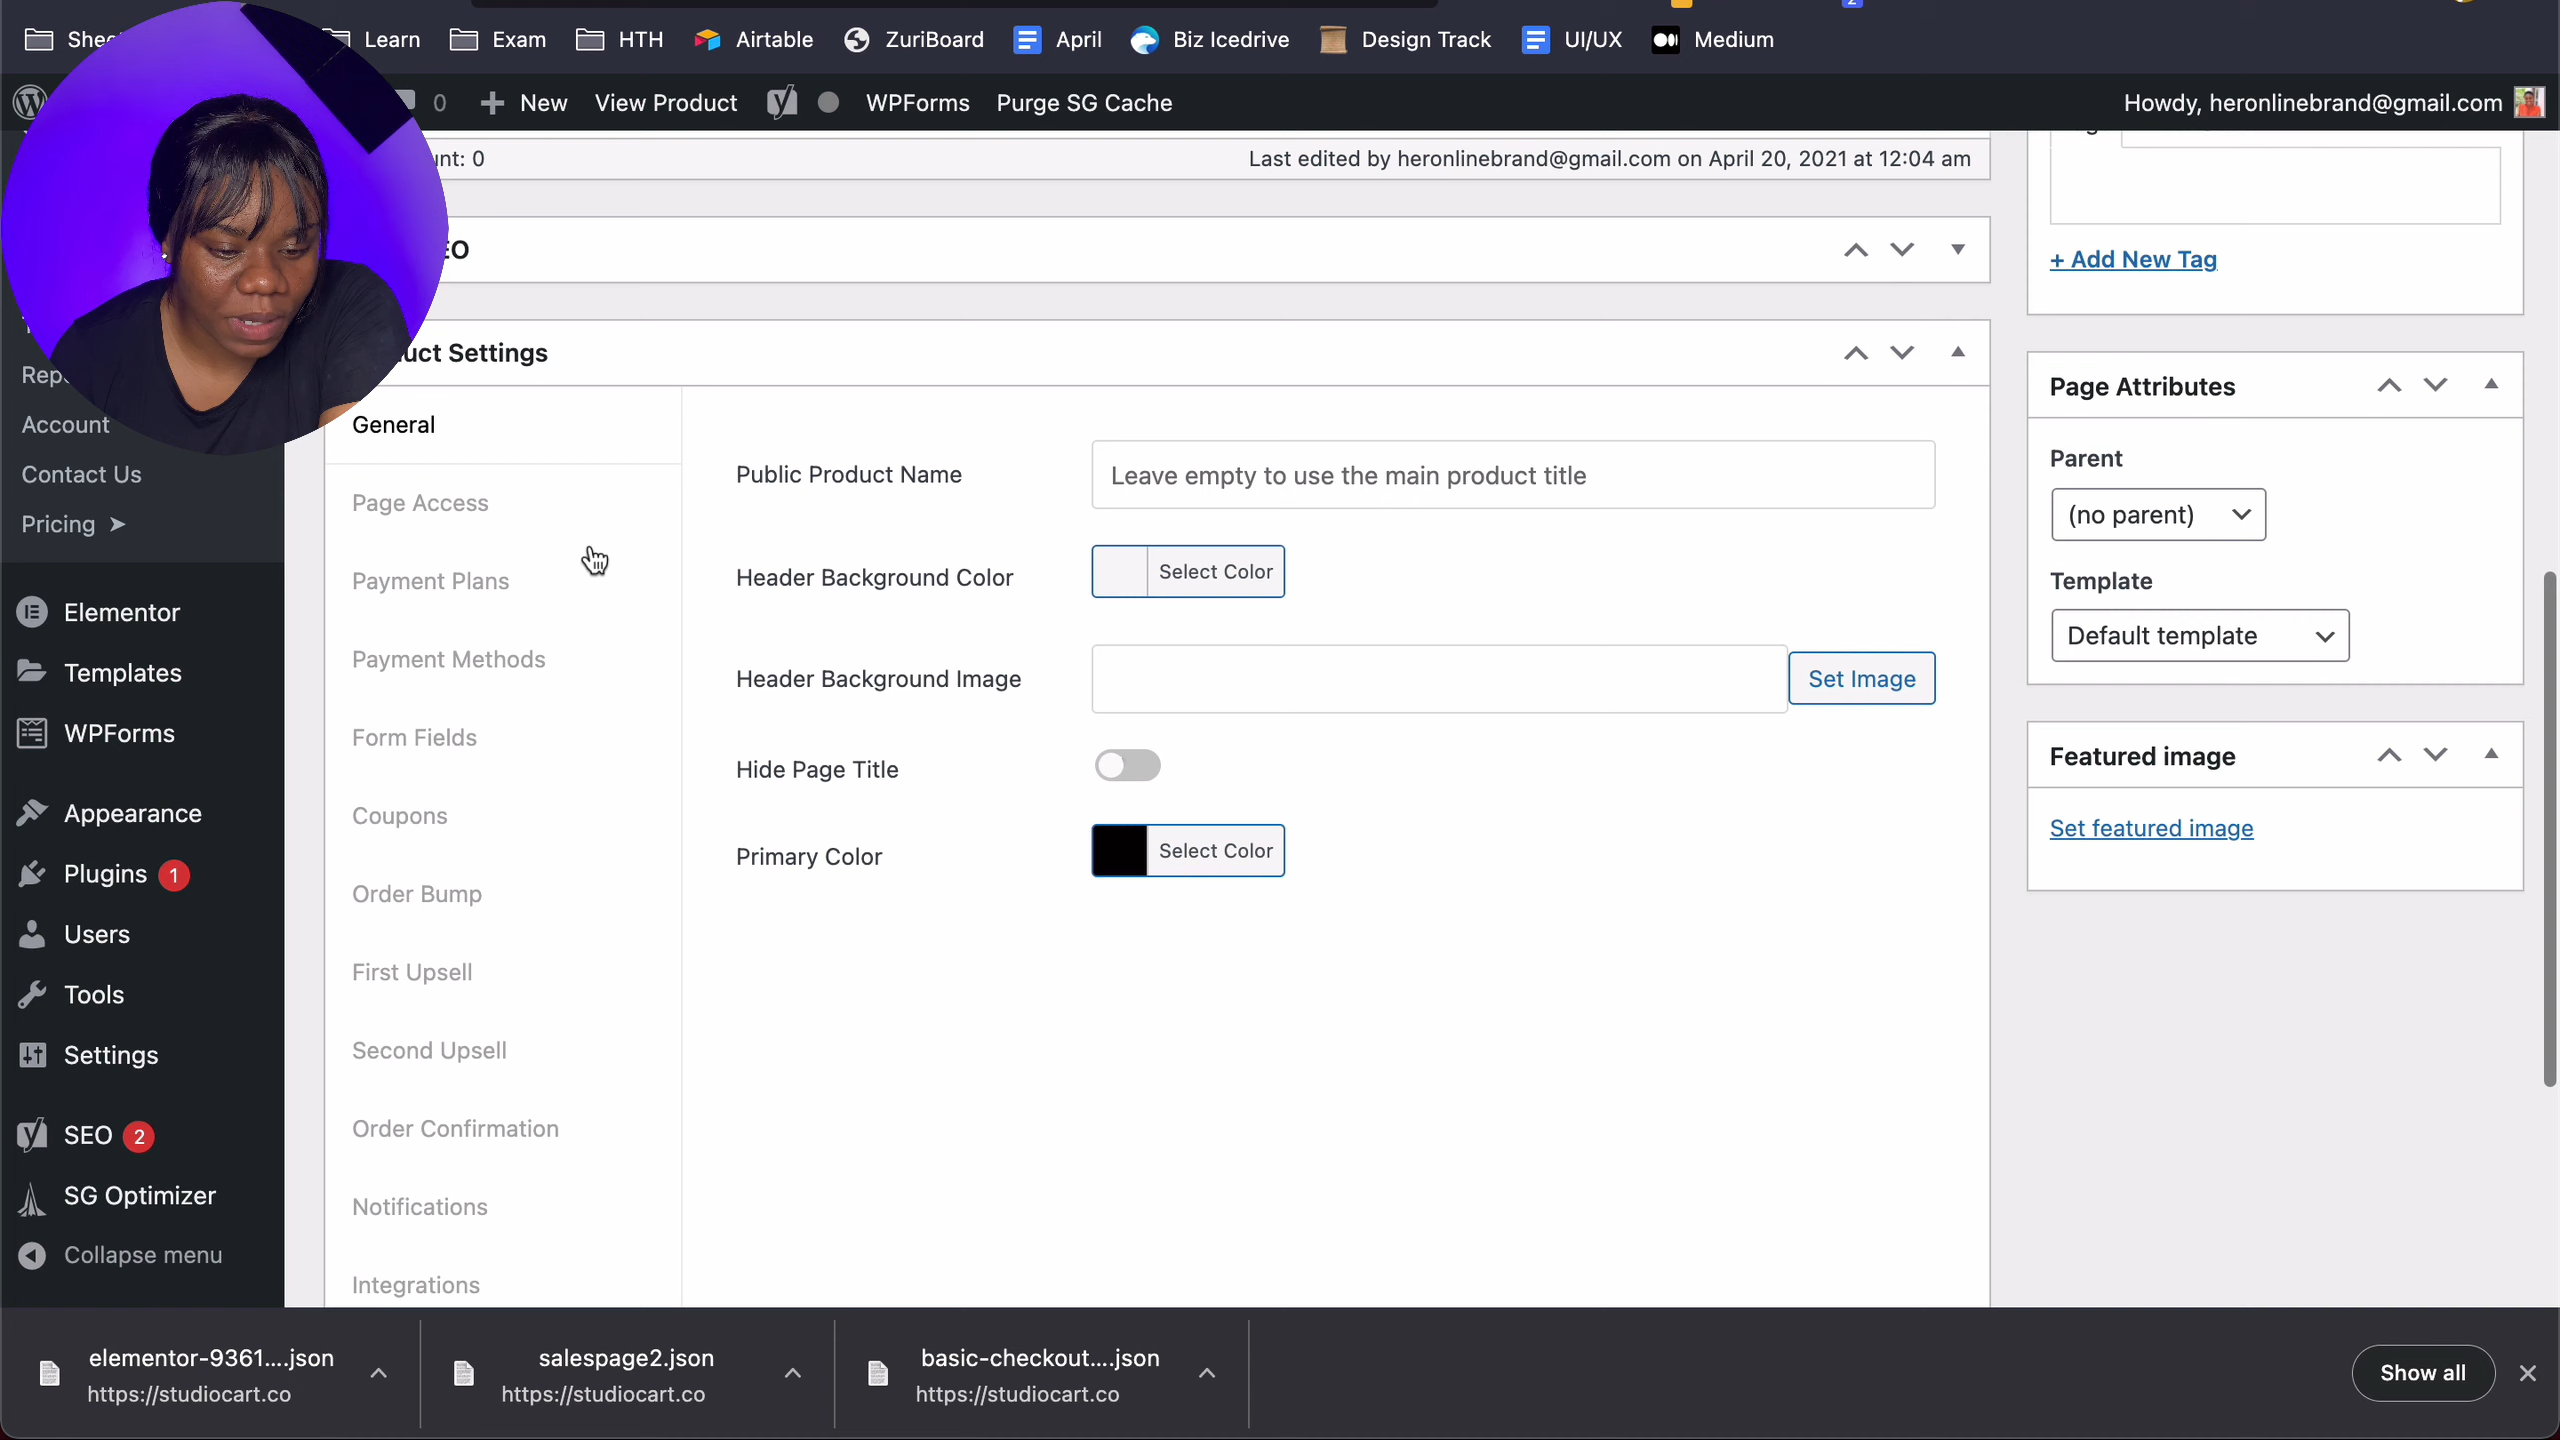 Learn
Exam
HTH
Airtable
ZuriBoard
April
Biz Icedrive
Design Track
UI/UX
Medium
0
New
View Product
WPForms
Purge SG Cache
Howdy, heronlinebrand@gmail.com
Last edited by heronlinebrand@gmail.com on April 20, 2021 at 12:04 am
+ Add New Tag
Settings
General
Page Access
Payment Plans
Payment Methods
Form Fields
Coupons
Order Bump
First Upsell
Second Upsell
Order Confirmation
Notifications
Integrations
Public Product Name
Leave empty to use the main product title
Header Background Color
Select Color
Header Background Image
Set Image
Hide Page Title
Primary Color
Select Color
Page Attributes
Parent
(no parent)
Template
Default template
Featured image
Set featured image
Account
Contact Us
Pricing ➤
Elementor
Templates
WPForms
Appearance
Plugins 1
Users
Tools
Settings
SEO 2
SG Optimizer
Collapse menu
elementor-9361....json
https://studiocart.co
salespage2.json
https://studiocart.co
basic-checkout....json
https://studiocart.co
Show all